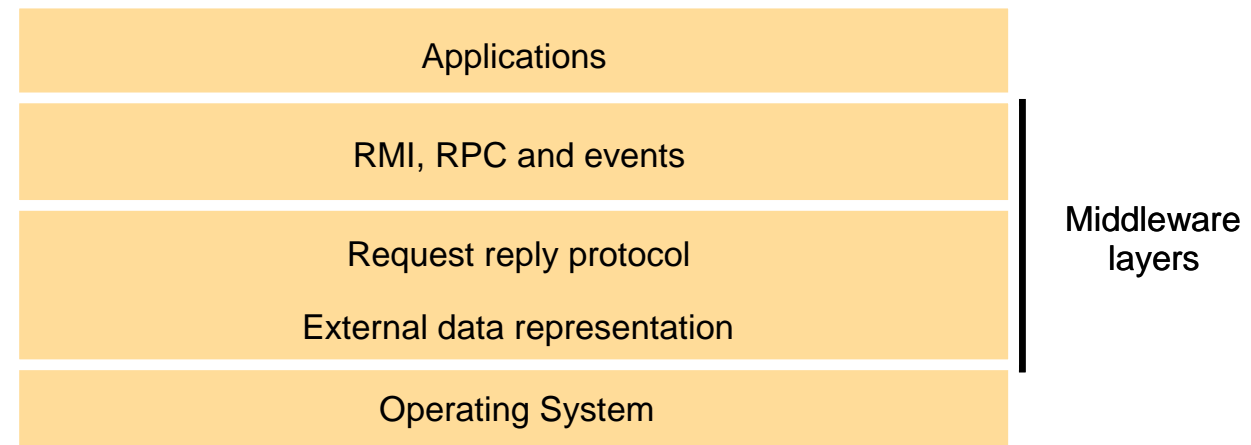 Applications
RMI, RPC and events
Request reply protocol
External data representation
Operating System
Middleware
layers